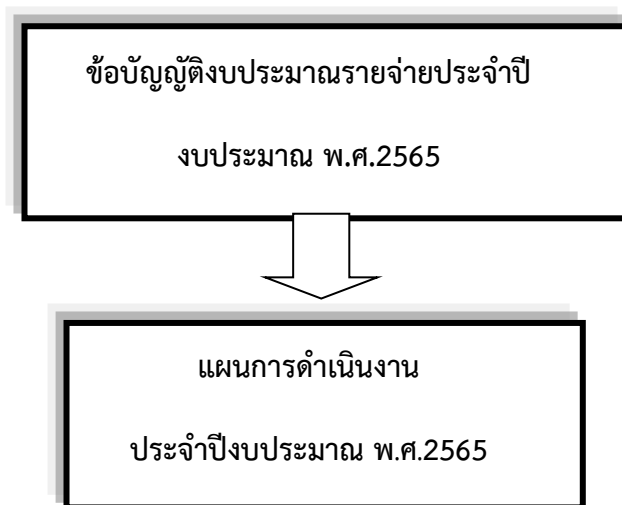 ข้อบัญญัติงบประมาณรายจ่ายประจำปี
งบประมาณ พ.ศ.2565
แผนการดำเนินงาน
ประจำปีงบประมาณ พ.ศ.2565